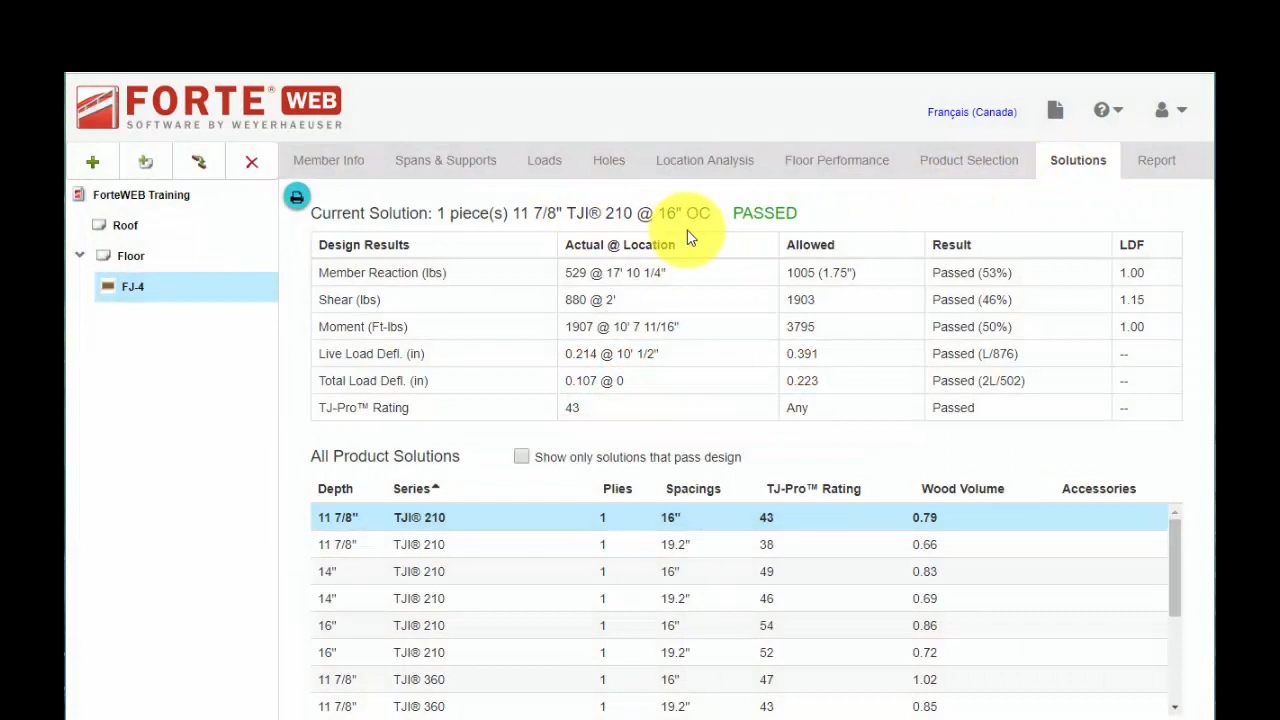 FORTE® WEB
SOFTWARE BY WEYERHAEUSER
Français (Canada)
Member Info Spans & Supports Loads Holes Location Analysis Floor Performance Product Selection Solutions Report
ForteWEB Training
Roof
Floor
FJ-4
Current Solution: 1 piece(s) 11 7/8" TJI® 210 @ 16" OC PASSED
Design Results Actual @ Location Allowed Result LDF
Member Reaction (lbs) 529 @ 17' 10 1/4" 1005 (1.75") Passed (53%) 1.00
Shear (lbs) 880 @ 2' 1903 Passed (46%) 1.15
Moment (Ft-lbs) 1907 @ 10' 7 11/16" 3795 Passed (50%) 1.00
Live Load Defl. (in) 0.214 @ 10' 1/2" 0.391 Passed (L/876) --
Total Load Defl. (in) 0.107 @ 0 0.223 Passed (2L/502) --
TJ-Pro™ Rating 43 Any Passed --
All Product Solutions Show only solutions that pass design
Depth Series Plies Spacings TJ-Pro™ Rating Wood Volume Accessories
11 7/8" TJI® 210 1 16" 43 0.79
11 7/8" TJI® 210 1 19.2" 38 0.66
14" TJI® 210 1 16" 49 0.83
14" TJI® 210 1 19.2" 46 0.69
16" TJI® 210 1 16" 54 0.86
16" TJI® 210 1 19.2" 52 0.72
11 7/8" TJI® 360 1 16" 47 1.02
11 7/8" TJI® 360 1 19.2" 43 0.85